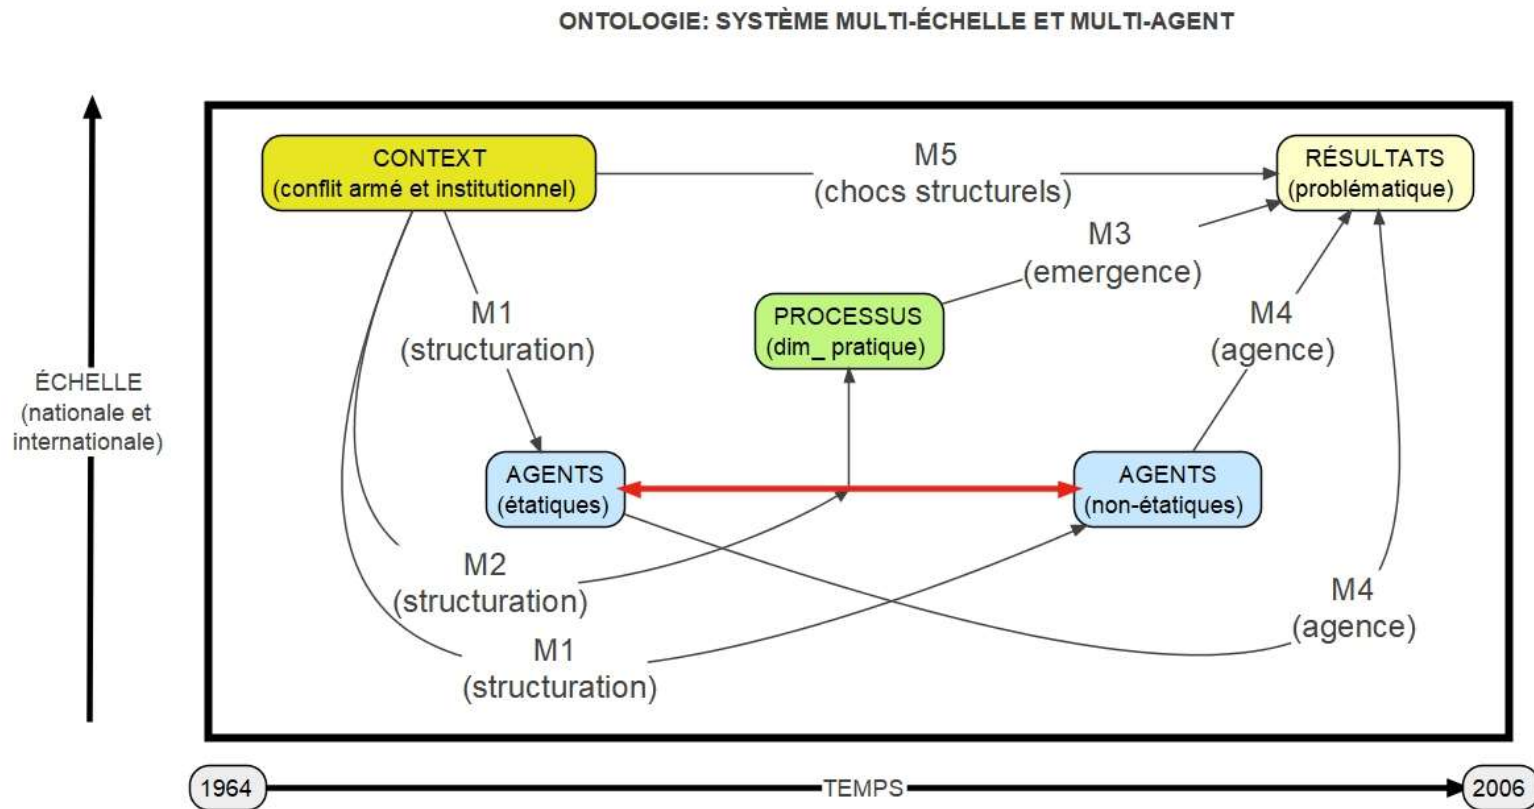 ONTOLOGIE: SYSTÈME MULTI-ÉCHELLE ET MULTI-AGENT
CONTEXT
(conflit armé et institutionnel)
M5
(chocs structurels)
RÉSULTATS
(problématique)
M3
(emergence)
M1
(structuration)
PROCESSUS
(dim_ pratique)
M4
(agence)
ÉCHELLE
(nationale et
internationale)
AGENTS
(étatiques)
AGENTS
(non-étatiques)
M2
(structuration)
M4
(agence)
M1
(structuration)
1964
TEMPS
2006